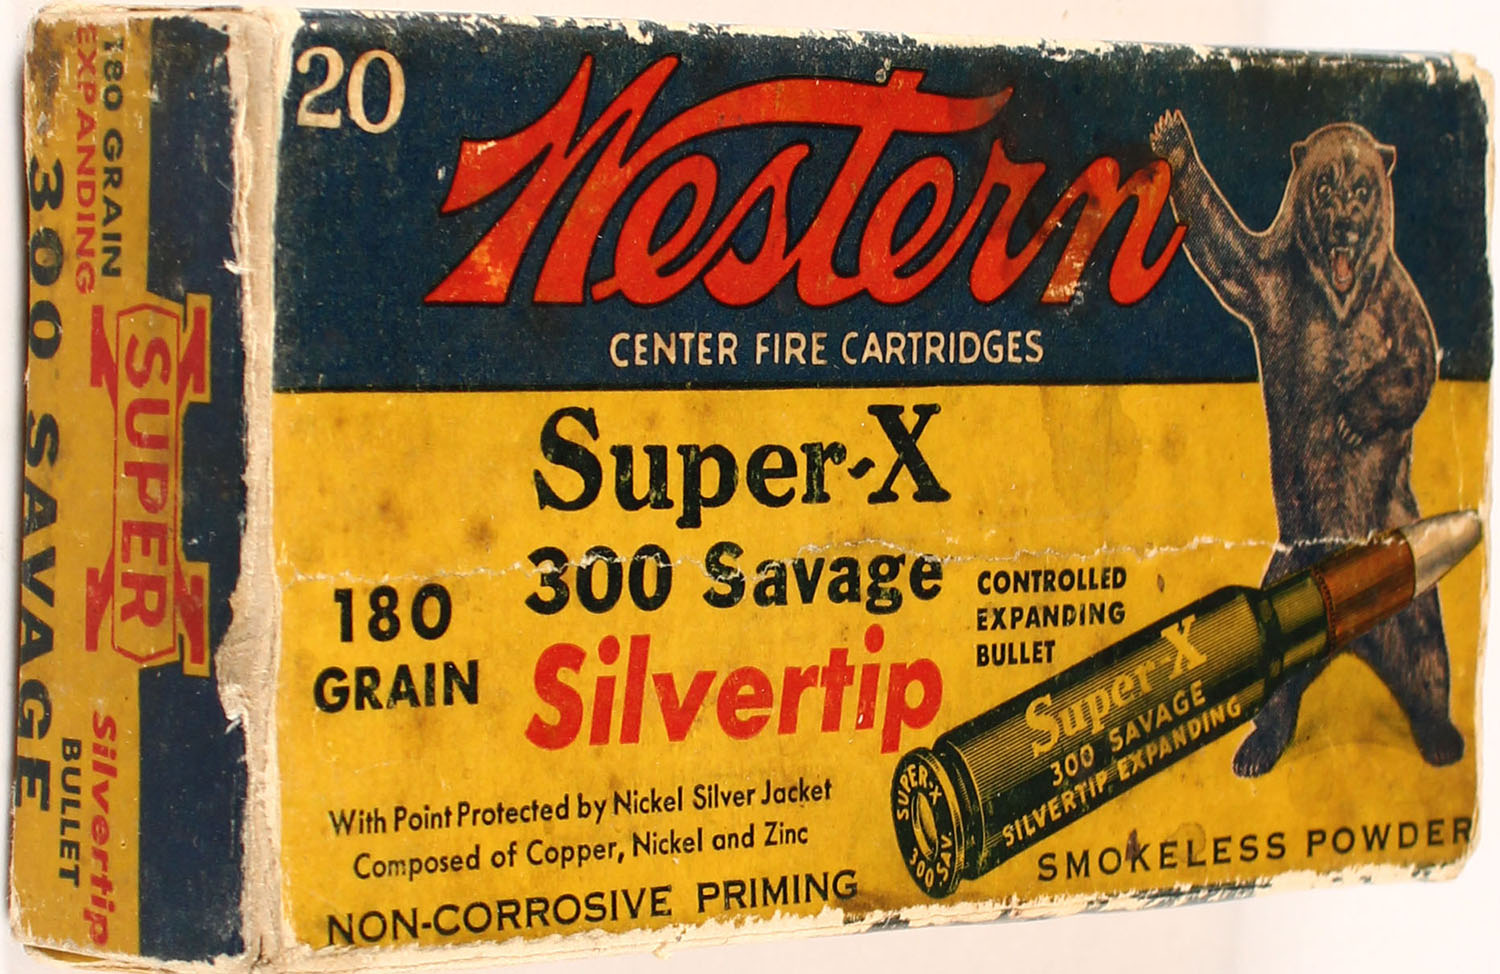 20
Western
CENTER FIRE CARTRIDGES
Super-X
300 Savage
Silvertip
180
GRAIN
CONTROLLED
EXPANDING
BULLET
With Point Protected by Nickel Silver Jacket
Composed of Copper, Nickel and Zinc
NON-CORROSIVE PRIMING
SMOKELESS POWDER
Super-X
300 SAVAGE
SILVERTIP EXPANDING
SUPER-X
300 SAV.
180 GRAIN
EXPANDING
300 SAVAGE
SUPER
X
Silvertip
BULLET